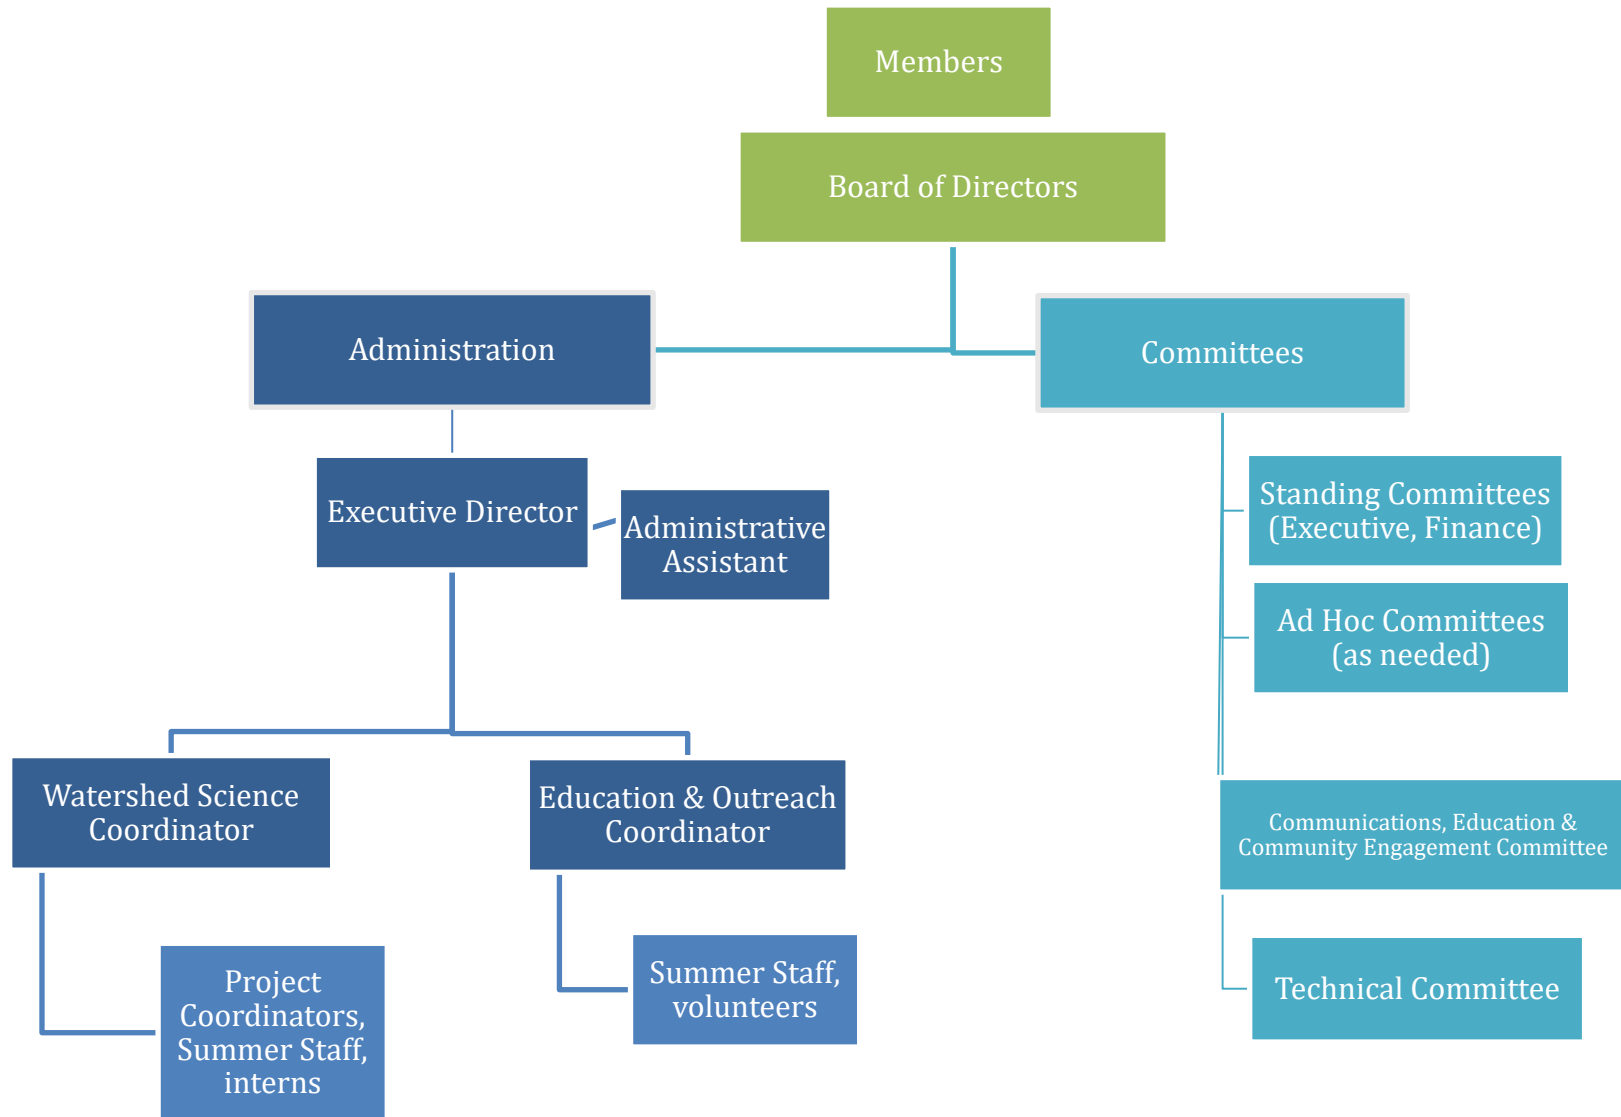 Members
Board of Directors
Administration
Committees
Executive Director
Administrative
Assistant
Standing Committees
(Executive, Finance)
Ad Hoc Committees
(as needed)
Watershed Science
Coordinator
Education & Outreach
Coordinator
Communications, Education &
Community Engagement Committee
Project
Coordinators,
Summer Staff,
interns
Summer Staff,
volunteers
Technical Committee